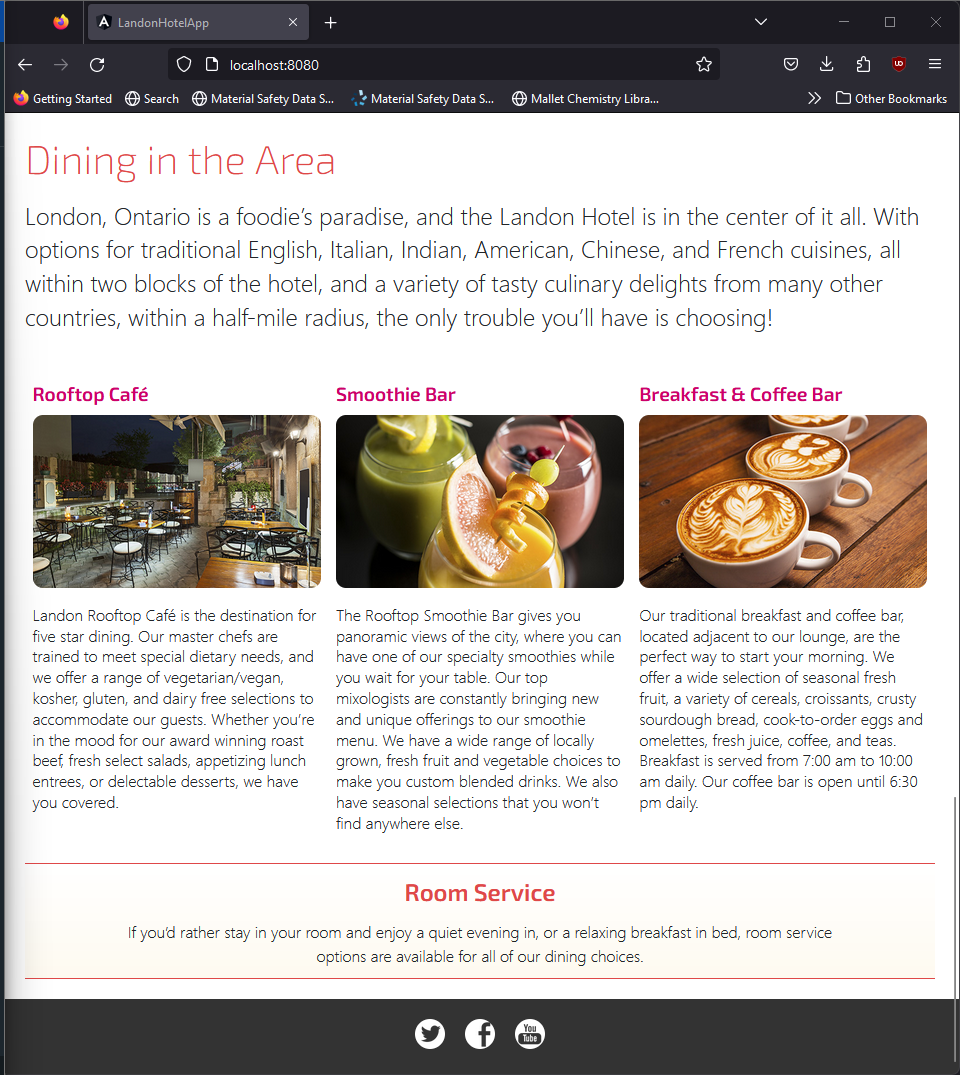 LandonHotelApp
localhost:8080
Getting Started Search Material Safety Data S... Material Safety Data S... Mallet Chemistry Libra... Other Bookmarks
Dining in the Area
London, Ontario is a foodie’s paradise, and the Landon Hotel is in the center of it all. With
options for traditional English, Italian, Indian, American, Chinese, and French cuisines, all
within two blocks of the hotel, and a variety of tasty culinary delights from many other
countries, within a half-mile radius, the only trouble you’ll have is choosing!
Rooftop Café
Landon Rooftop Café is the destination for
five star dining. Our master chefs are
trained to meet special dietary needs, and
we offer a range of vegetarian/vegan,
kosher, gluten, and dairy free selections to
accommodate our guests. Whether you’re
in the mood for our award winning roast
beef, fresh select salads, appetizing lunch
entrees, or delectable desserts, we have
you covered.
Smoothie Bar
The Rooftop Smoothie Bar gives you
panoramic views of the city, where you can
have one of our specialty smoothies while
you wait for your table. Our top
mixologists are constantly bringing new
and unique offerings to our smoothie
menu. We have a wide range of locally
grown, fresh fruit and vegetable choices to
make you custom blended drinks. We also
have seasonal selections that you won’t
find anywhere else.
Breakfast & Coffee Bar
Our traditional breakfast and coffee bar,
located adjacent to our lounge, are the
perfect way to start your morning. We
offer a wide selection of seasonal fresh
fruit, a variety of cereals, croissants, crusty
sourdough bread, cook-to-order eggs and
omelettes, fresh juice, coffee, and teas.
Breakfast is served from 7:00 am to 10:00
am daily. Our coffee bar is open until 6:30
pm daily.
Room Service
If you’d rather stay in your room and enjoy a quiet evening in, or a relaxing breakfast in bed, room service
options are available for all of our dining choices.
You
Tube